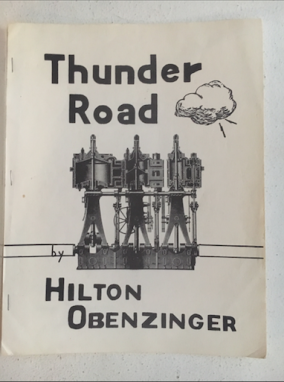 Thunder
Road
by
HILTON
OBENZINGER